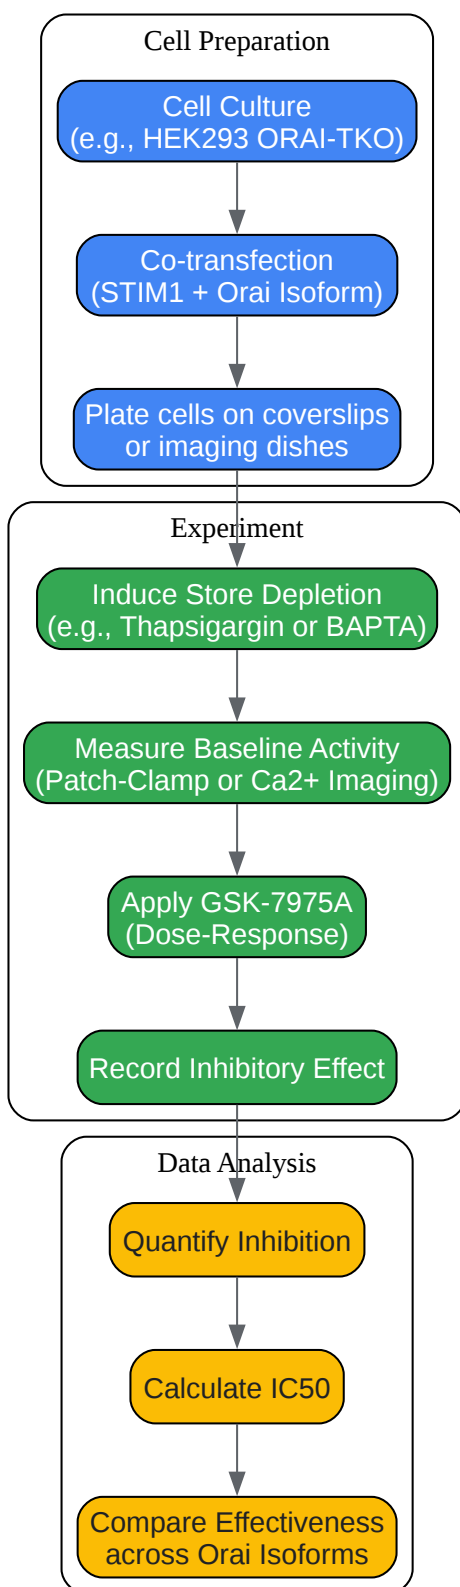 Cell Preparation
Cell Culture
(e.g., HEK293 ORAI-TKO)
Co-transfection
(STIM1 + Orai Isoform)
Plate cells on coverslips
or imaging dishes
Experiment
Induce Store Depletion
(e.g., Thapsigargin or BAPTA)
Measure Baseline Activity
(Patch-Clamp or Ca2+ Imaging)
Apply GSK-7975A
(Dose-Response)
Record Inhibitory Effect
Data Analysis
Quantify Inhibition
Calculate IC50
Compare Effectiveness
across Orai Isoforms